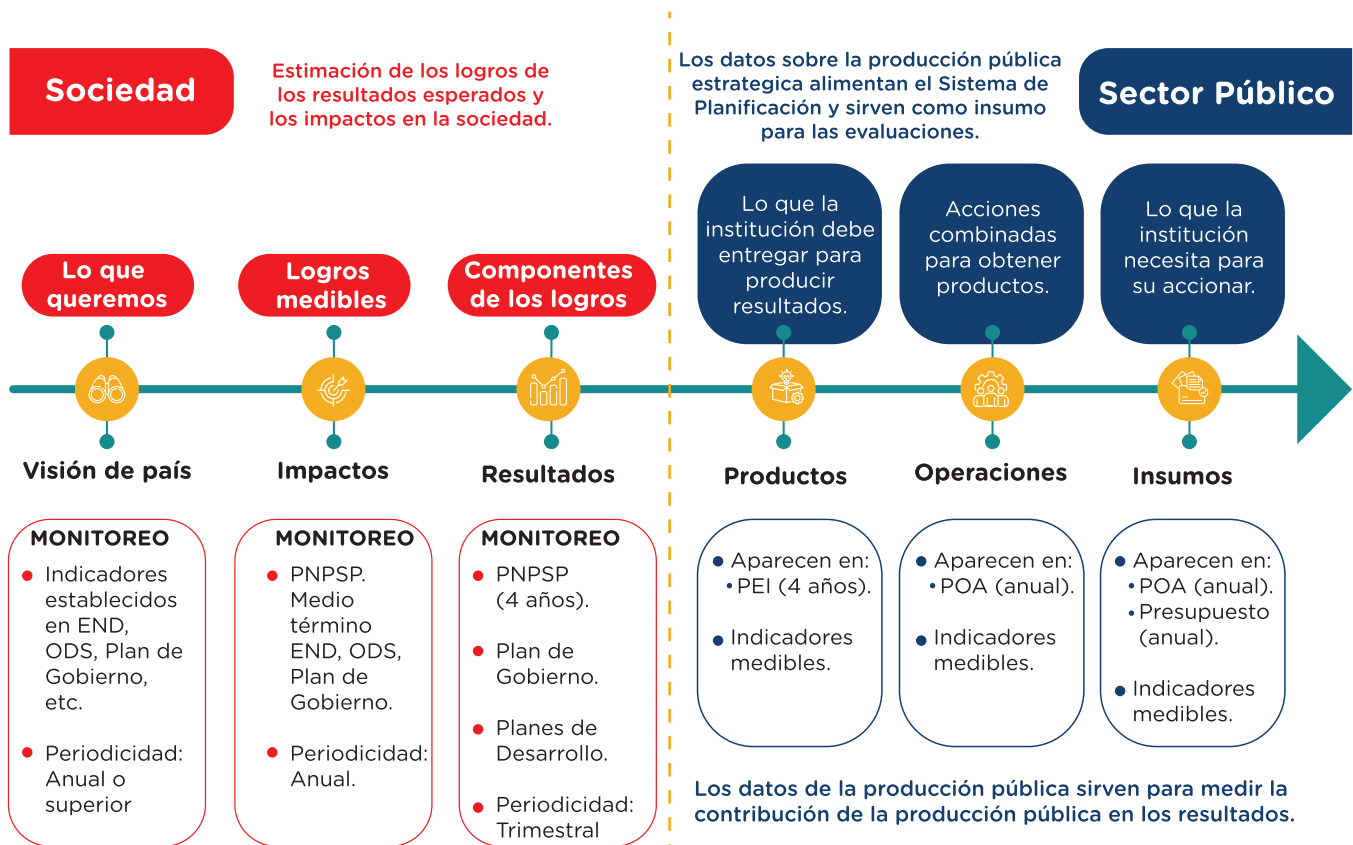 Sociedad
Estimación de los logros de
los resultados esperados y
los impactos en la sociedad.
Los datos sobre la producción pública
estrategica alimentan el Sistema de
Planificación y sirven como insumo
para las evaluaciones.
Sector Público
Lo que
queremos
Logros
medibles
Componentes
de los logros
Lo que la
institución debe
entregar para
producir
resultados.
Acciones
combinadas
para obtener
productos.
Lo que la
institución
necesita para
su accionar.
Visión de país
Impactos
Resultados
Productos
Operaciones
Insumos
MONITOREO
• Indicadores
establecidos
en END,
ODS, Plan de
Gobierno,
etc.
• Periodicidad:
Anual o
superior
MONITOREO
• PNPSP.
Medio
término
END, ODS,
Plan de
Gobierno.
• Periodicidad:
Anual.
MONITOREO
• PNPSP
(4 años).
• Plan de
Gobierno.
• Planes de
Desarrollo.
• Periodicidad:
Trimestral
• Aparecen en:
• PEI (4 años).
• Indicadores
medibles.
• Aparecen en:
• POA (anual).
• Indicadores
medibles.
• Aparecen en:
• POA (anual).
• Presupuesto
(anual).
• Indicadores
medibles.
Los datos de la producción pública sirven para medir la
contribución de la producción pública en los resultados.